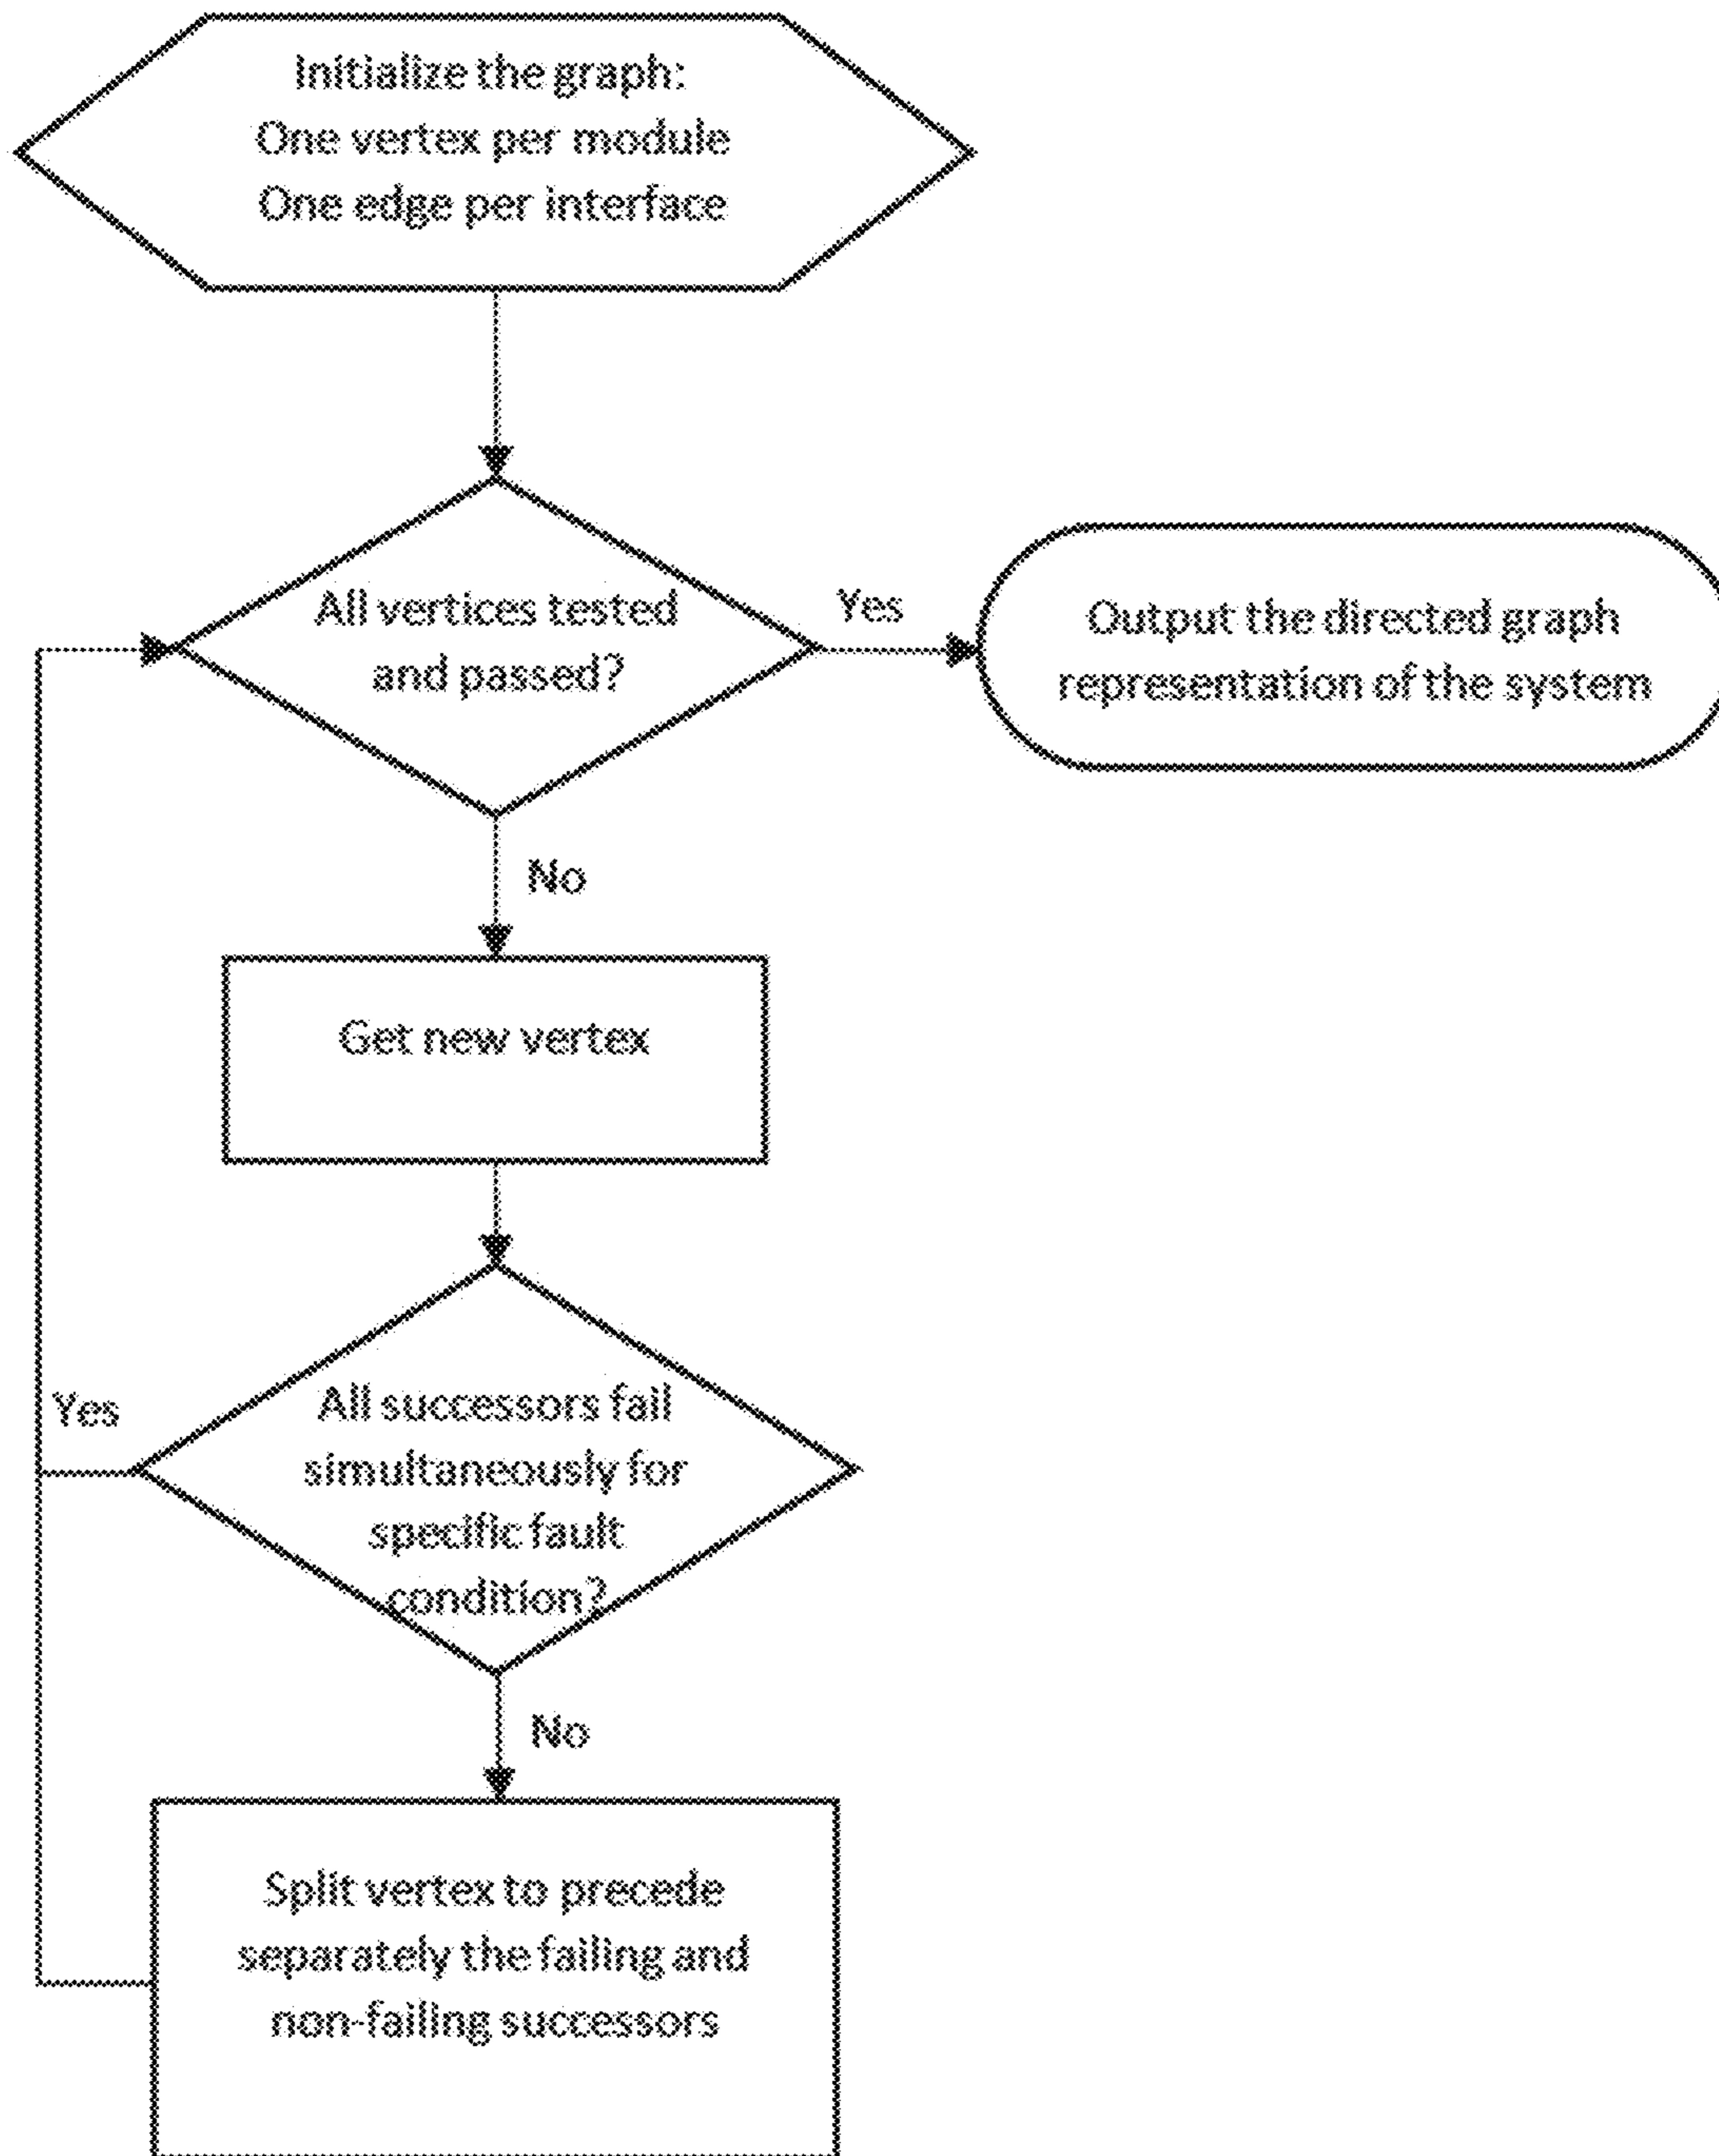 Initialize the graph:
One vertex per module
One edge per interface
All vertices tested
and passed?
Yes
Output the directed graph
representation of the system
No
Get new vertex
Yes
All successors fail
simultaneously for
specific fault
condition?
No
Split vertex to precede
separately the failing and
non-failing successors